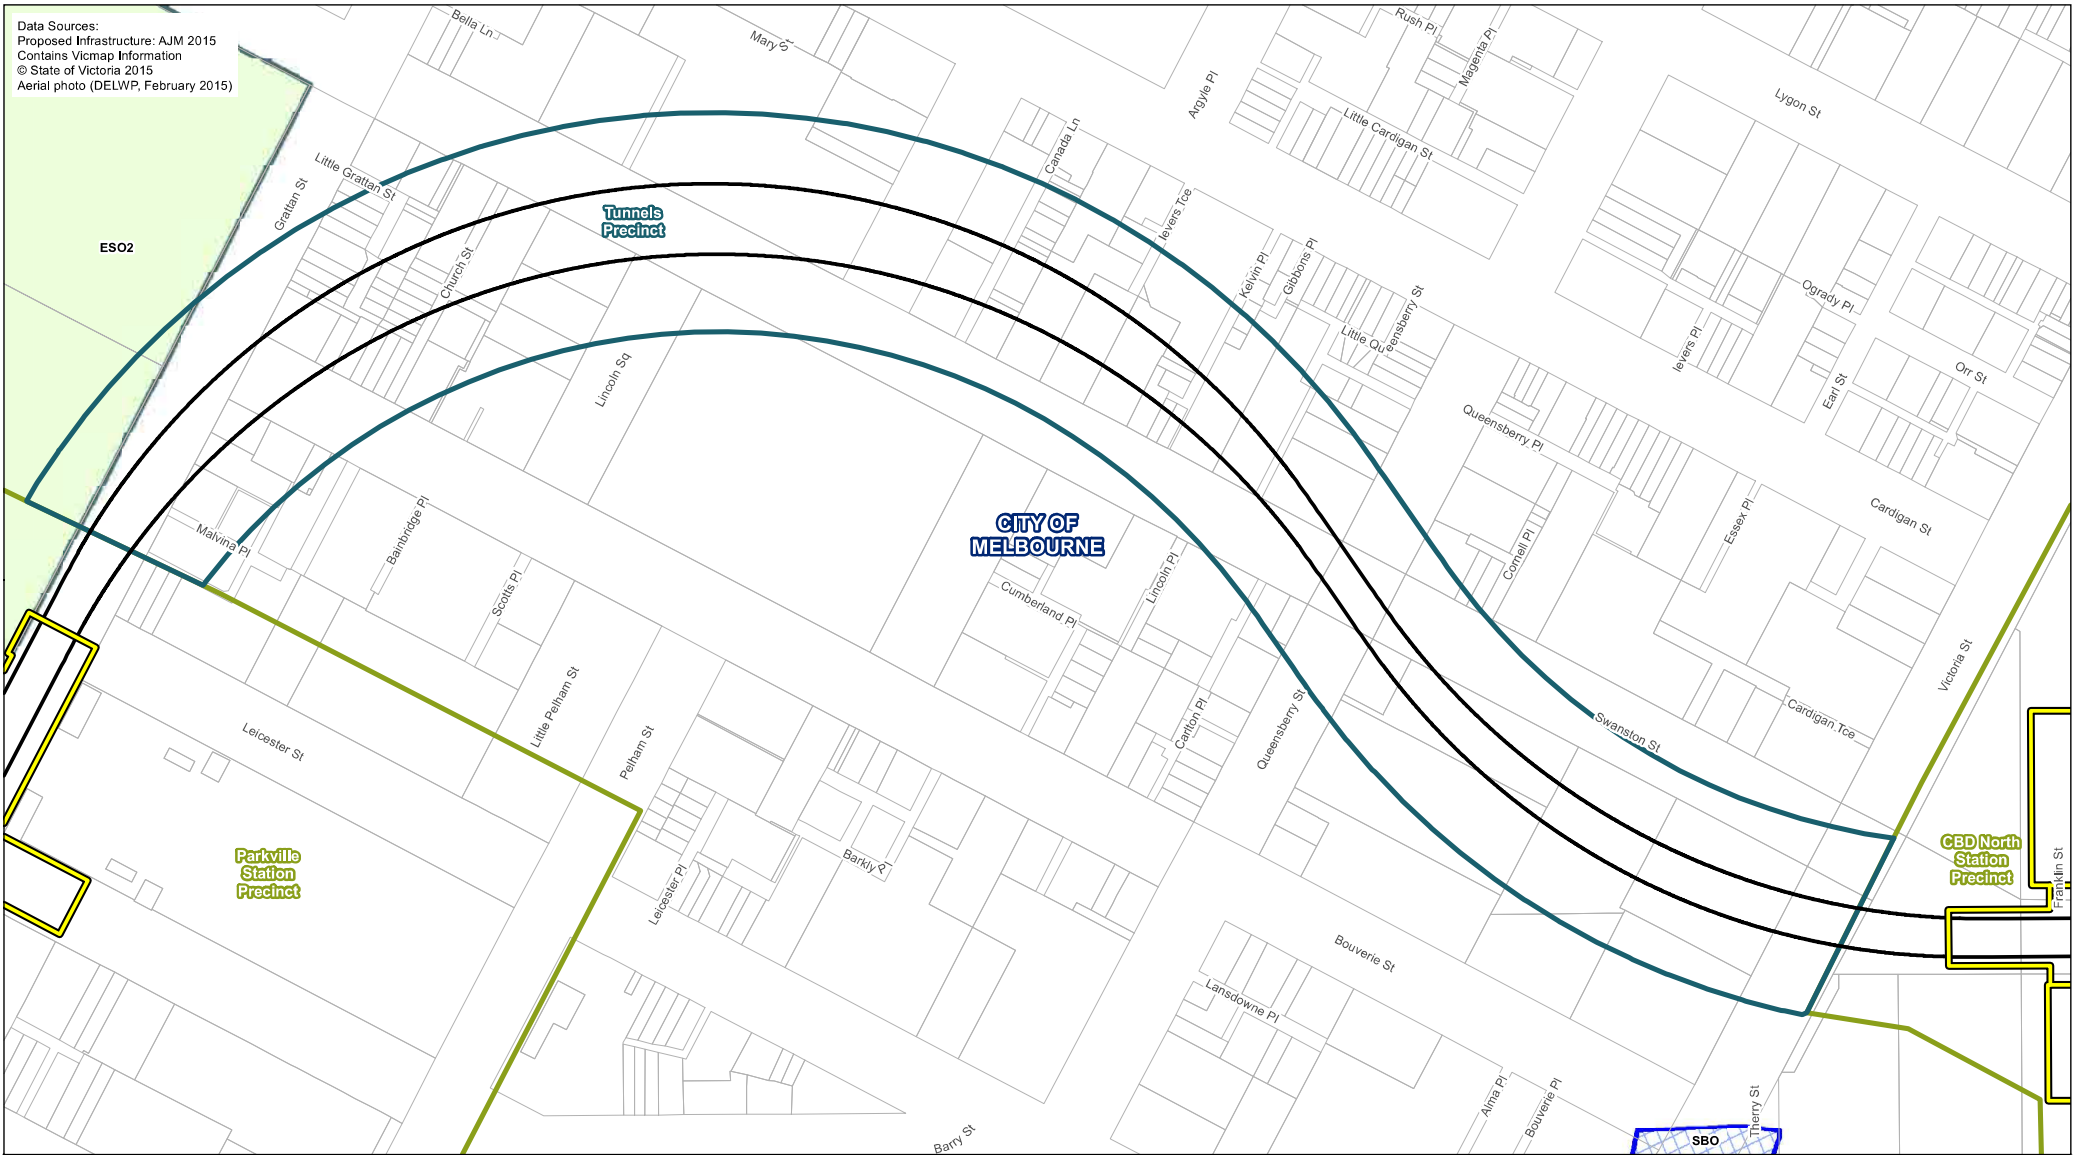 Data Sources:
Proposed Infrastructure: AJM 2015
Contains Vicmap Information
© State of Victoria 2015
Aerial photo (DELWP, February 2015)
Bella Ln
Mary St
Rush Pl
Magenta Pl
Argyle Pl
Lygon St
Little Cardigan St
Canada Ln
Little Grattan St
Grattan St
Ievers Tce
Tunnels
Precinct
ESO2
Church St
Kelvin Pl
Gibbons Pl
Little Queensberry St
Ogrady Pl
Ievers Pl
Orr St
Earl St
Lincoln Sq
Queensberry Pl
Cardigan St
Essex Pl
Bainbridge Pl
Malvina Pl
CITY OF
MELBOURNE
Cornell Pl
Scotts Pl
Lincoln Pl
Cumberland Pl
Victoria St
Little Pelham St
Pelham St
Carlton Pl
Queensberry St
Swanston St
Cardigan Tce
Leicester St
Parkville
Station
Precinct
Leicester Pl
Barkly Pl
CBD North
Station
Precinct
Franklin St
Bouverie St
Lansdowne Pl
Alma Pl
Bouverie Pl
Therry St
Barry St
SBO